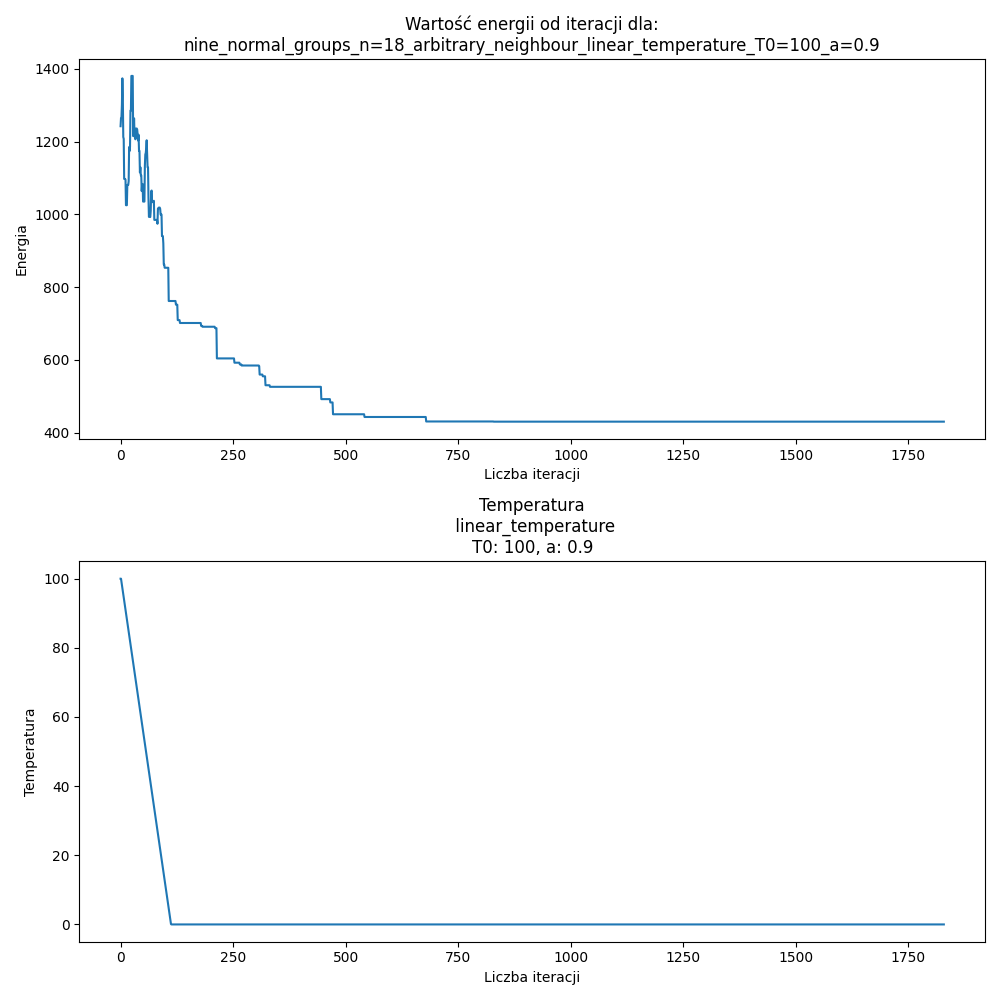 Wartość energii od iteracji dla:
nine_normal_groups_n=18_arbitrary_neighbour_linear_temperature_T0=100_a=0.9
1400
1200
1000
800
600
400
Energia
0 250 500 750 1000 1250 1500 1750
Liczba iteracji
Temperatura
linear_temperature
T0: 100, a: 0.9
100
80
60
40
20
0
Temperatura
0 250 500 750 1000 1250 1500 1750
Liczba iteracji